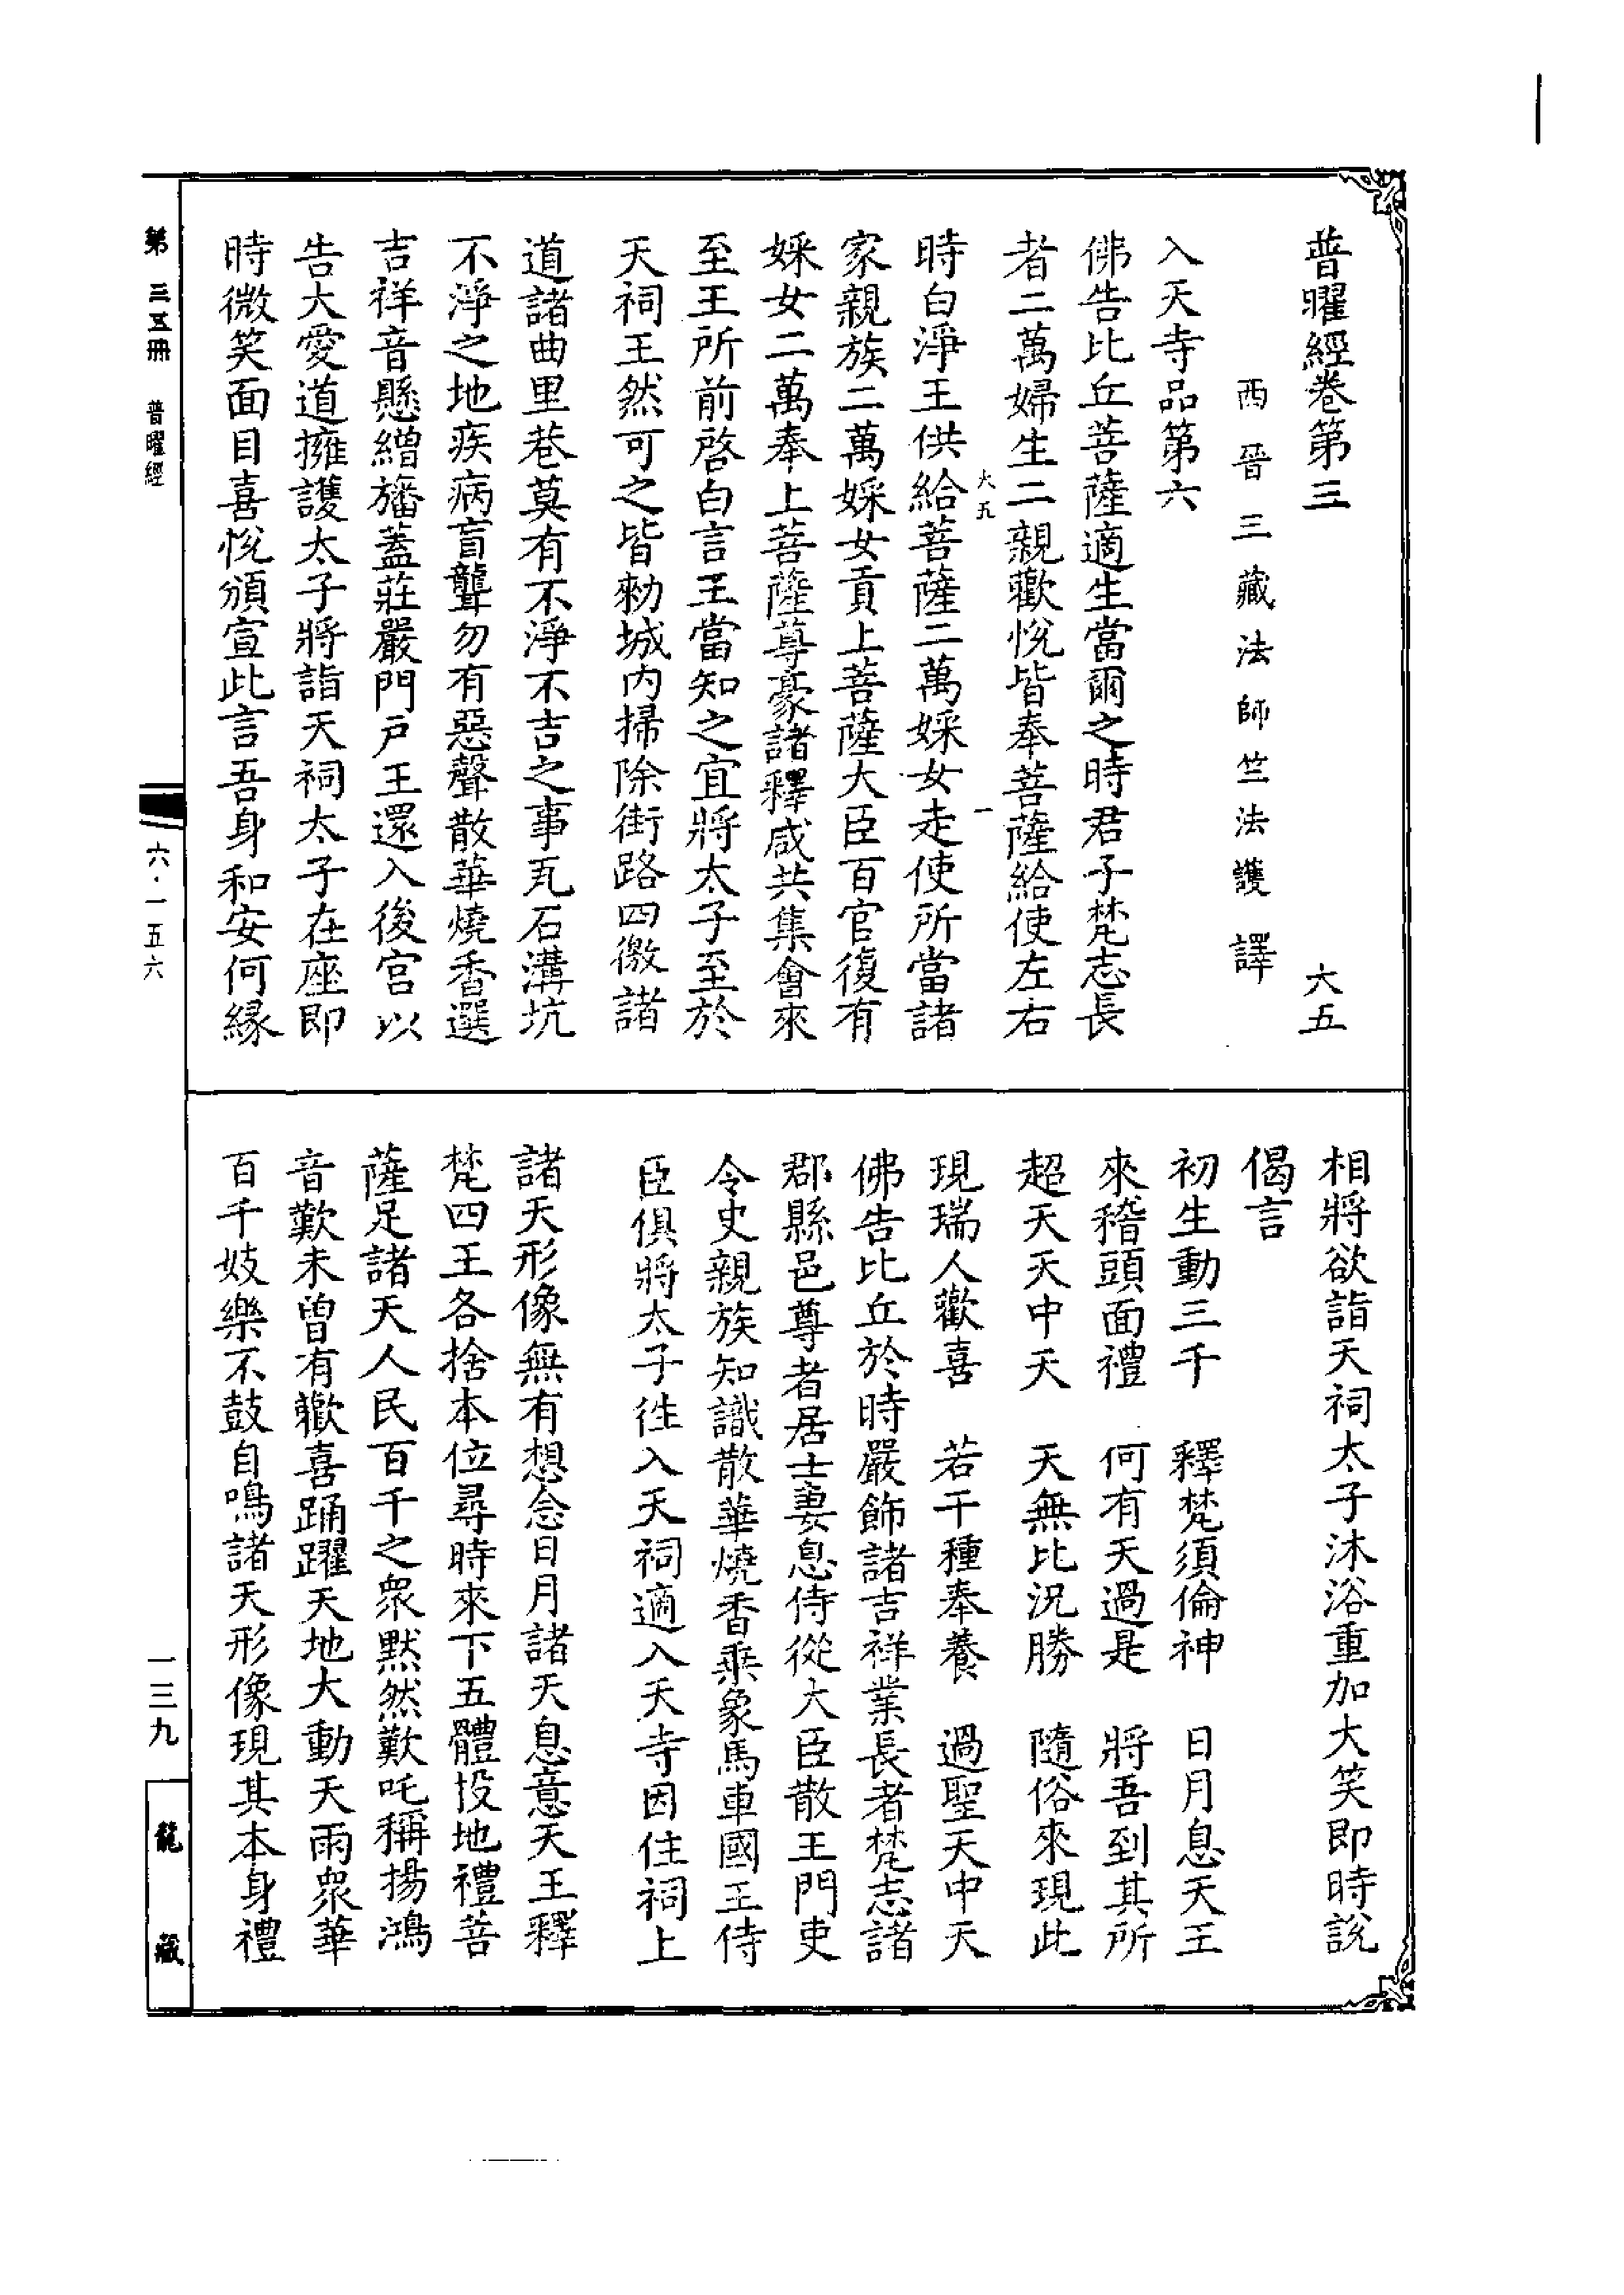 普曜經卷第三　六五
西晉三藏法師竺法護　譯
入天寺品第六
佛告比丘菩薩適生當爾之時君子梵志長
者二萬婦生二親歡悅皆奉菩薩給使左右
時白淨王供給菩薩二萬婇女走使所當諸
大五　一
家親族二萬婇女貢上菩薩大臣百官復有
婇女二萬奉上菩薩尊豪諸釋咸共集會來
至王所前啓白言王當知之宜將太子至於
天祠王然可之皆勑城內掃除街路四徼諸
道諸曲里巷莫有不淨不吉之事瓦石溝坑
不淨之地疾病盲聾勿有惡聲散華燒香選
吉祥音懸繒旛蓋莊嚴門戶王還入後宮以
告大愛道擁護太子將詣天祠太子在座即
時微笑面目喜悅頒宣此言吾身和安何緣
相將欲詣天祠太子沐浴重加大笑即時說
偈言
初生動三千　釋梵須倫神　日月息天王
來稽頭面禮　何有天過是　將吾到其所
超天天中天　天無比況勝　隨俗來現此
現瑞人歡喜　若干種奉養　過聖天中天
佛告比丘於時嚴飾諸吉祥業長者梵志諸
郡縣邑尊者居士妻息侍從大臣散王門吏
令史親族知識散華燒香乘象馬車國王侍
臣俱將太子往入天祠適入天寺因住祠上
諸天形像無有想念日月諸天息意天王釋
梵四王各捨本位尋時來下五體投地禮菩
薩足諸天人民百千之眾默然歎吒稱揚鴻
音歎未曾有歡喜踊躍天地大動天雨眾華
百千妓樂不鼓自鳴諸天形像現其本身禮
第三五冊　普曜經
六・一五六
一三九
龍藏